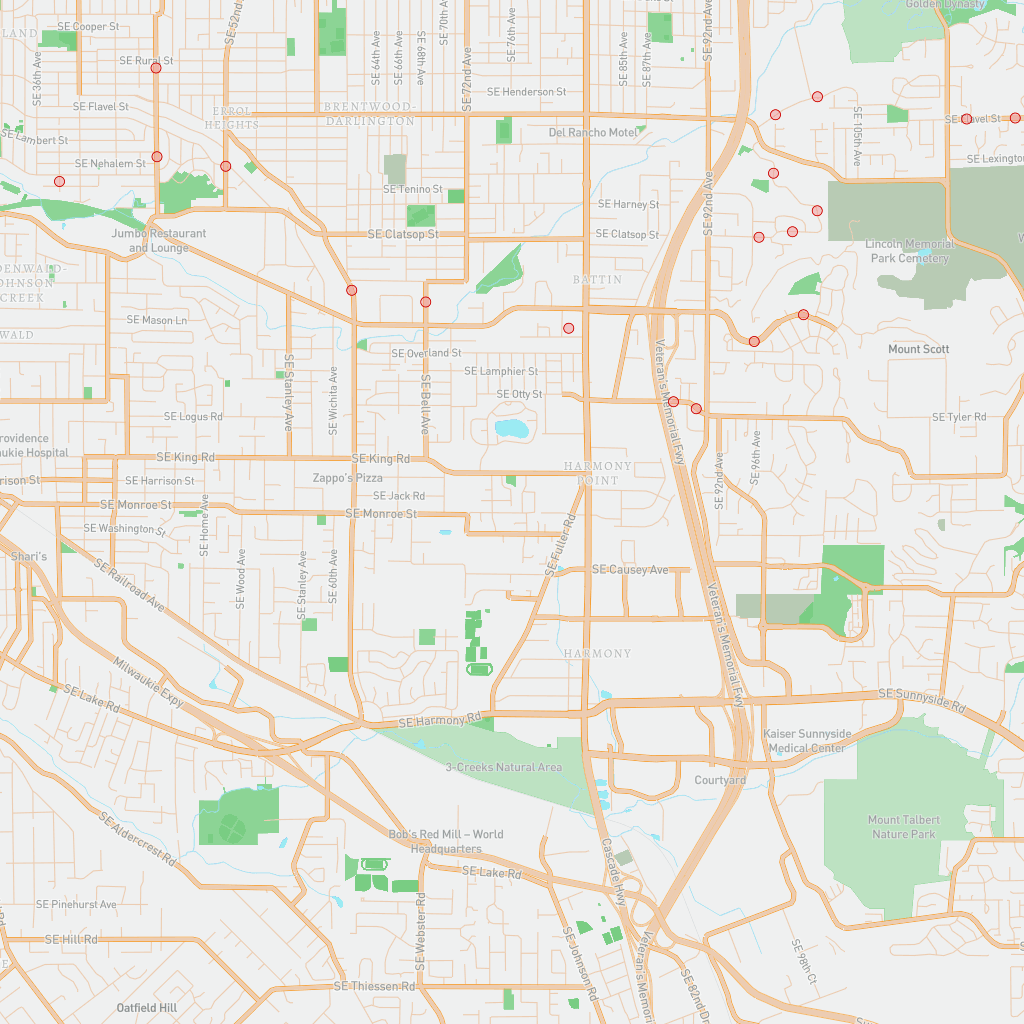 Golden Dynasty
SE Cooper St
SE 52nd Ave
SE 70th Ave
SE 76th Ave
SE 92nd Ave
SE 36th Ave
SE Rural St
SE 64th Ave
SE 66th Ave
SE 68th Ave
SE 72nd Ave
SE 85th Ave
SE 87th Ave
SE Henderson St
SE Flavel St
BRENTWOOD-
DARLINGTON
ERROL
HEIGHTS
Del Rancho Motel
SE 105th Ave
SE Lambert St
SE Nehalem St
SE Lexington
SE Tenino St
SE 92nd Ave
SE Harney St
Jumbo Restaurant
and Lounge
SE Clatsop St
SE Clatsop St
Lincoln Memorial
Park Cemetery
JOHNSON
CREEK
BATTIN
SE Mason Ln
SE Overland St
Mount Scott
SE Stanley Ave
SE Wichita Ave
SE Bell Ave
SE Lamphier St
SE Otty St
Veteran's Memorial Fwy
SE Logus Rd
SE Tyler Rd
SE King Rd
SE King Rd
SE 92nd Ave
SE 96th Ave
Zappo's Pizza
HARMONY
POINT
SE Harrison St
SE Jack Rd
SE Monroe St
SE Monroe St
SE Washington St
SE Home Ave
SE Fuller Rd
Shari's
SE Railroad Ave
SE Wood Ave
SE Stanley Ave
SE 60th Ave
SE Causey Ave
Veteran's Memorial Fwy
HARMONY
Milwaukie Expy
SE Lake Rd
SE Harmony Rd
SE Sunnyside Rd
Kaiser Sunnyside
Medical Center
3-Creeks Natural Area
Courtyard
SE Aldercrest Rd
Bob's Red Mill – World
Headquarters
Mount Talbert
Nature Park
SE Lake Rd
Cascade Hwy
SE Pinehurst Ave
SE Webster Rd
SE Hill Rd
SE Johnson Rd
SE 98th Ct
SE Thiessen Rd
SE 82nd Dr
Oatfield Hill